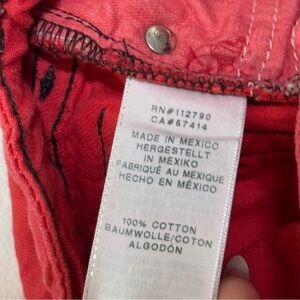 RN#112790
CA#57414
MADE IN MEXICO
HERGESTELLT
IN MEXIKO
FABRIQUÉ AU MEXIQUE
HECHO EN MÉXICO
100% COTTON
BAUMWOLLE/COTON
ALGODÓN